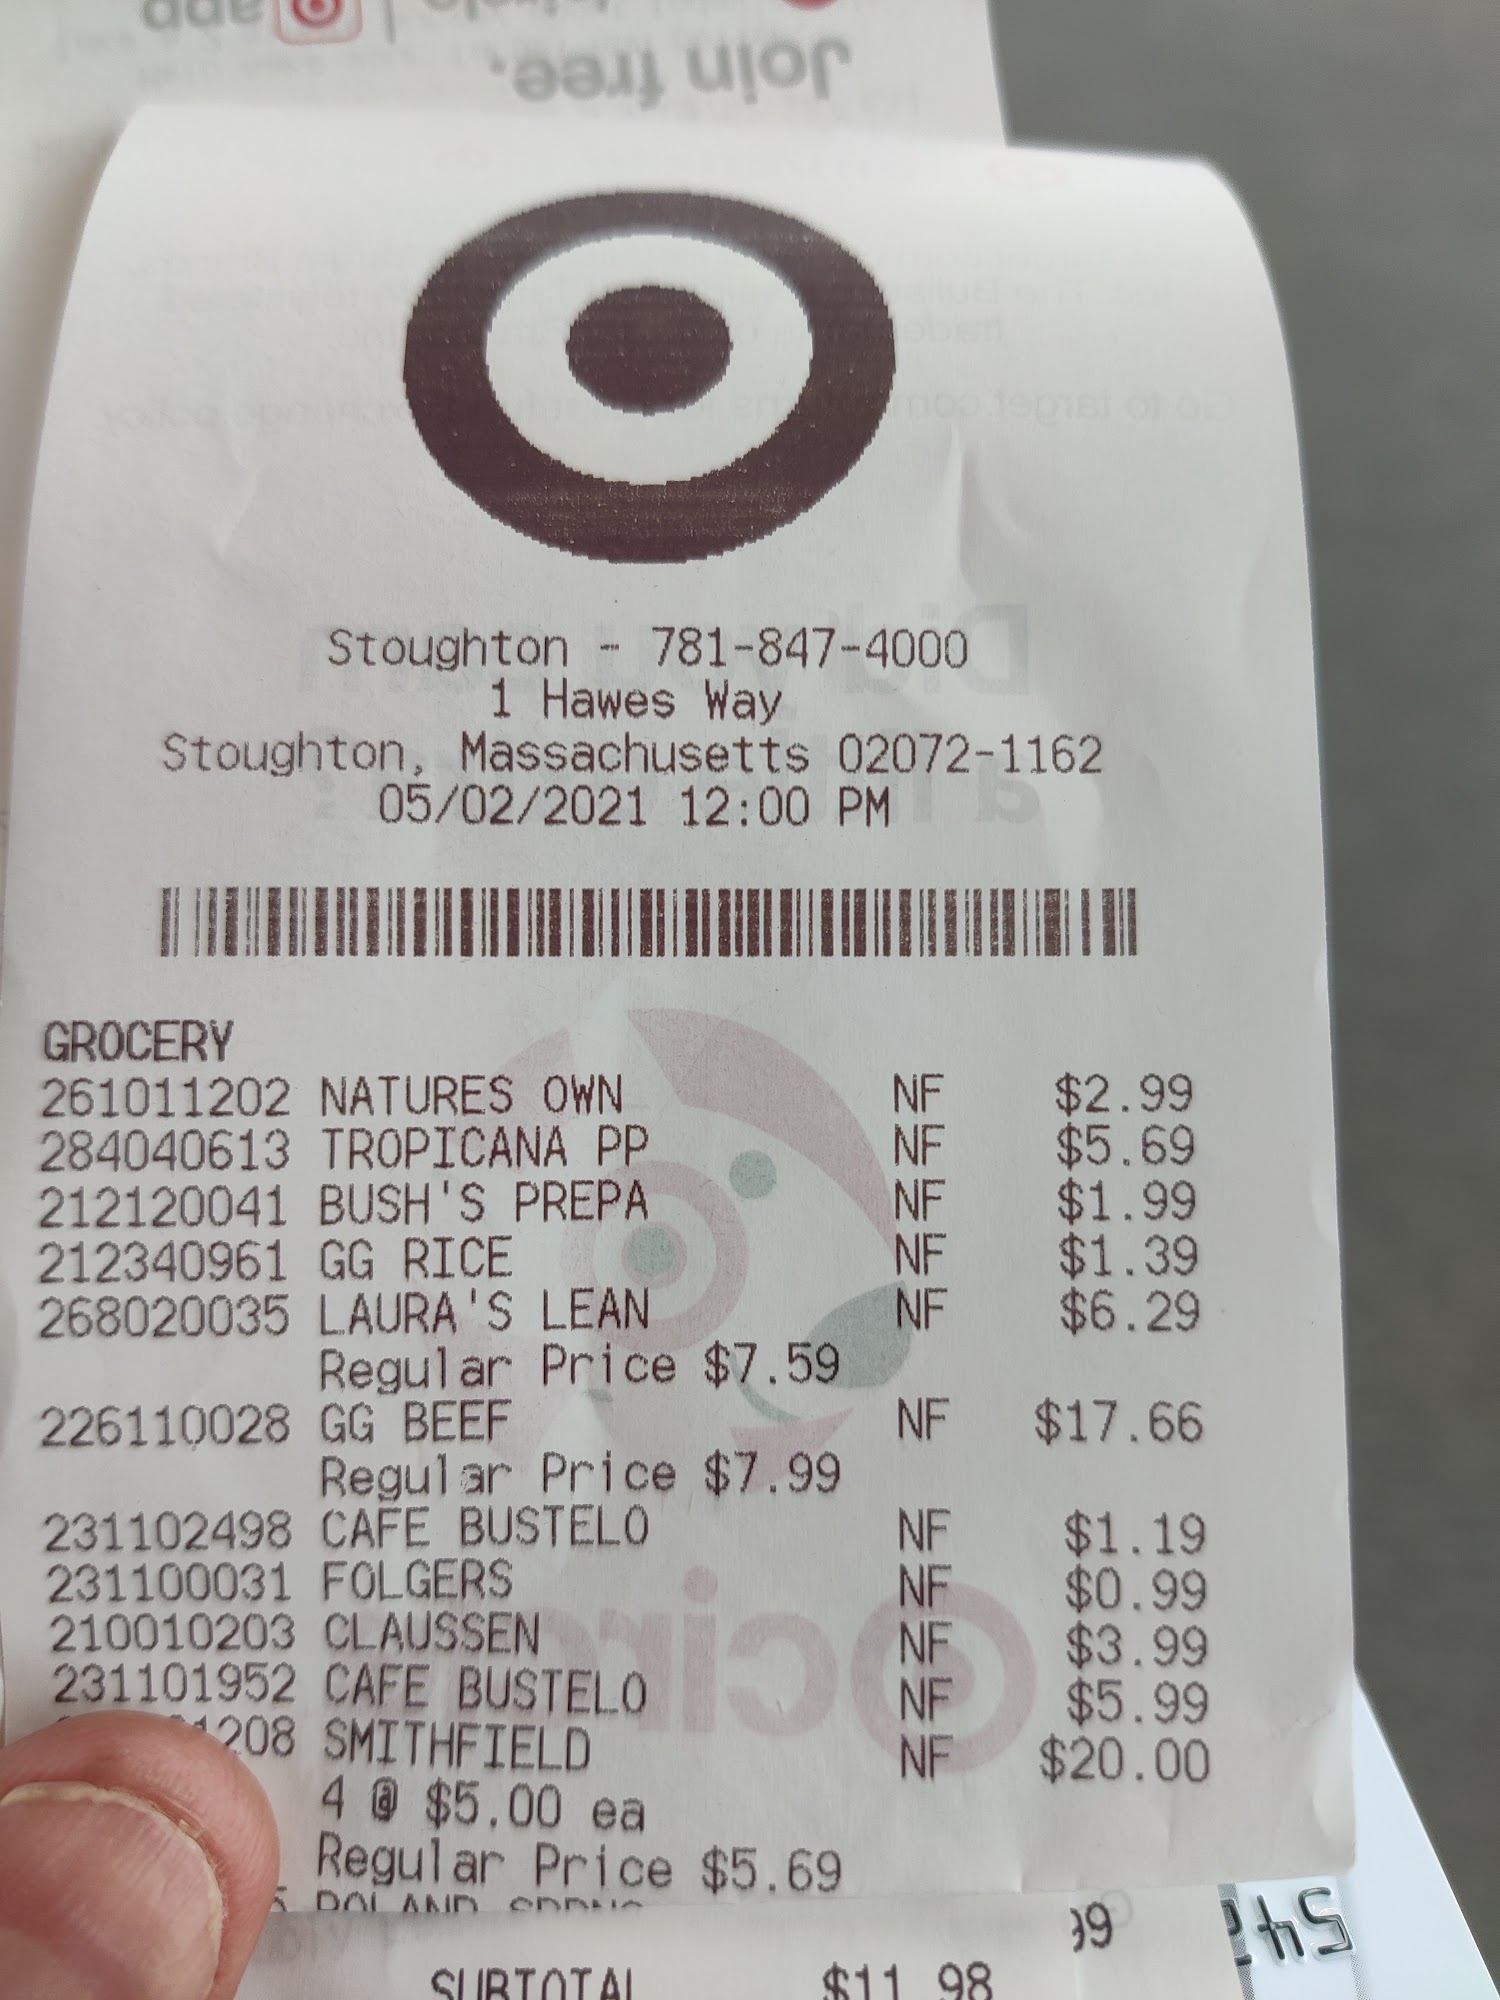 app
Join free.
Stoughton - 781-847-4000
1 Hawes Way
Stoughton, Massachusetts 02072-1162
05/02/2021 12:00 PM
GROCERY
261011202 NATURES OWN NF $2.99
284040613 TROPICANA PP NF $5.69
212120041 BUSH'S PREPA NF $1.99
212340961 GG RICE NF $1.39
268020035 LAURA'S LEAN NF $6.29
Regular Price $7.59
226110028 GG BEEF NF $17.66
Regular Price $7.99
231102498 CAFE BUSTELO NF $1.19
231100031 FOLGERS NF $0.99
210010203 CLAUSSEN NF $3.99
231101952 CAFE BUSTELO NF $5.99
1208 SMITHFIELD NF $20.00
4 @ $5.00 ea
Regular Price $5.69
POLAND SPRNG
99
SUBTOTAL $11.98